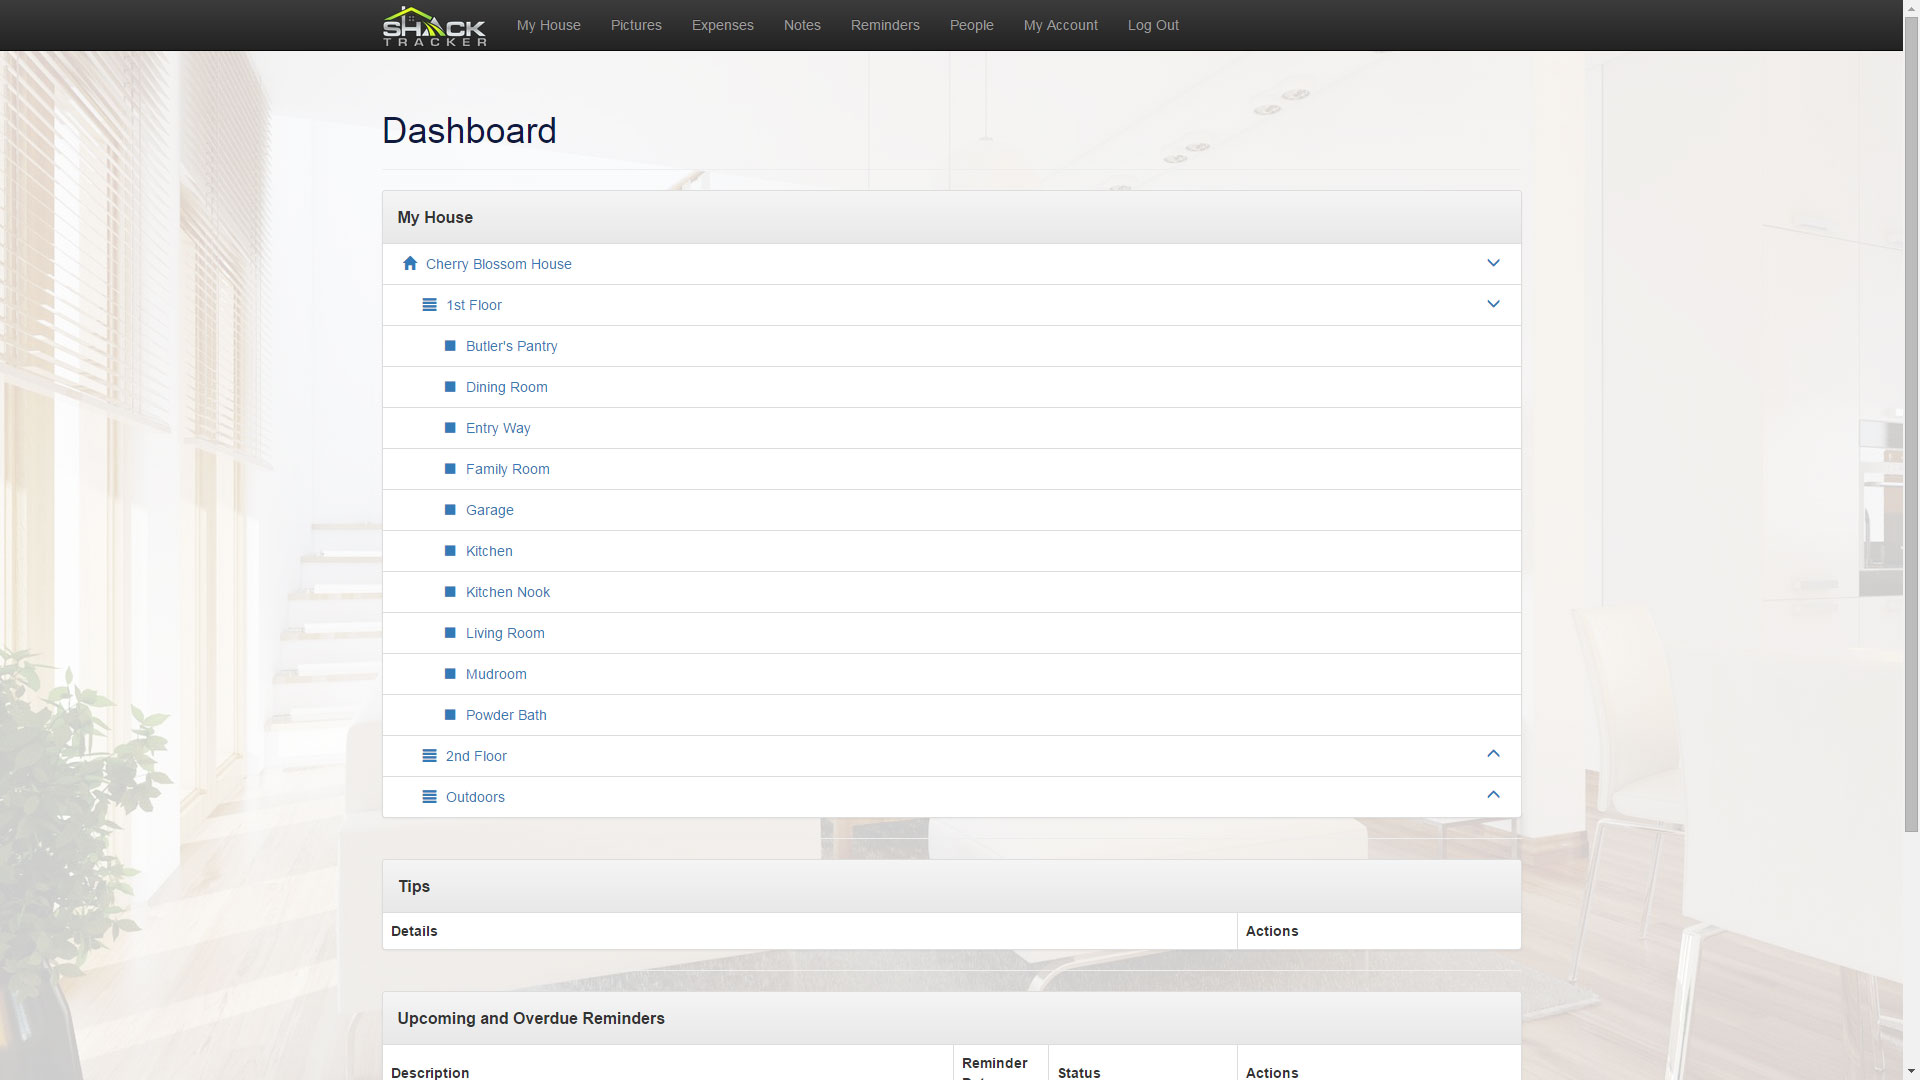 SHACK
TRACKER
My House
Pictures
Expenses
Notes
Reminders
People
My Account
Log Out
Dashboard
My House
Cherry Blossom House
1st Floor
Butler's Pantry
Dining Room
Entry Way
Family Room
Garage
Kitchen
Kitchen Nook
Living Room
Mudroom
Powder Bath
2nd Floor
Outdoors
Tips
Details
Actions
Upcoming and Overdue Reminders
Description
Reminder
Status
Actions